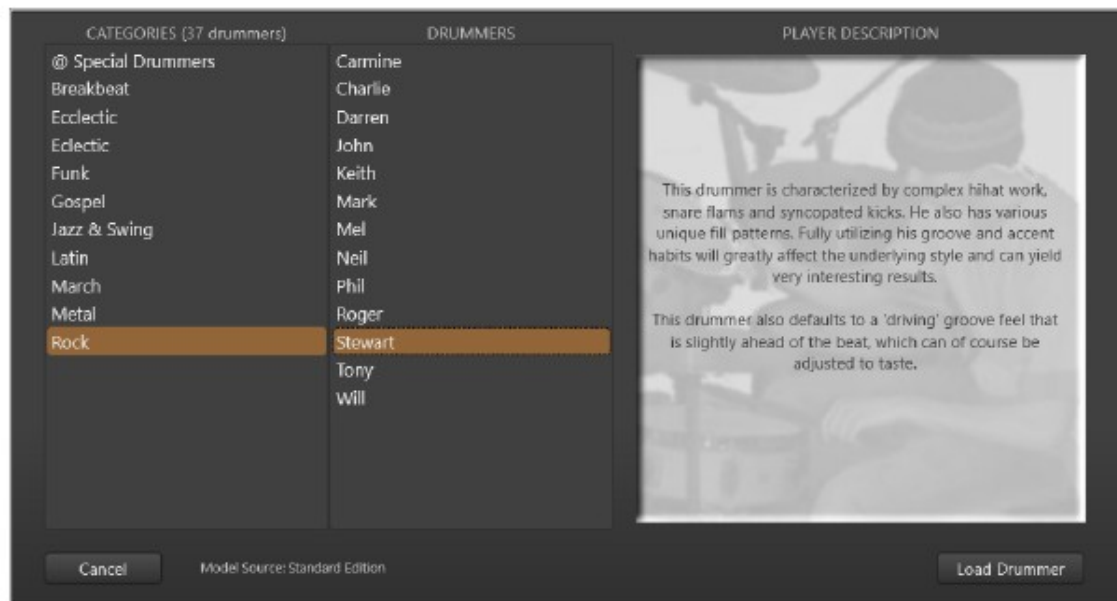 CATEGORIES (37 drummers)
@ Special Drummers
Breakbeat
Ecclectic
Eclectic
Funk
Gospel
Jazz & Swing
Latin
March
Metal
Rock
DRUMMERS
Carmine
Charlie
Darren
John
Keith
Mark
Mel
Neil
Phil
Roger
Stewart
Tony
Will
PLAYER DESCRIPTION
This drummer is characterized by complex hihat work,
snare flams and syncopated kicks. He also has various
unique fill patterns. Fully utilizing his groove and accent
habits will greatly affect the underlying style and can yield
very interesting results.
This drummer also defaults to a 'driving' groove feel that
is slightly ahead of the beat, which can of course be
adjusted to taste.
Cancel
Model Source: Standard Edition
Load Drummer